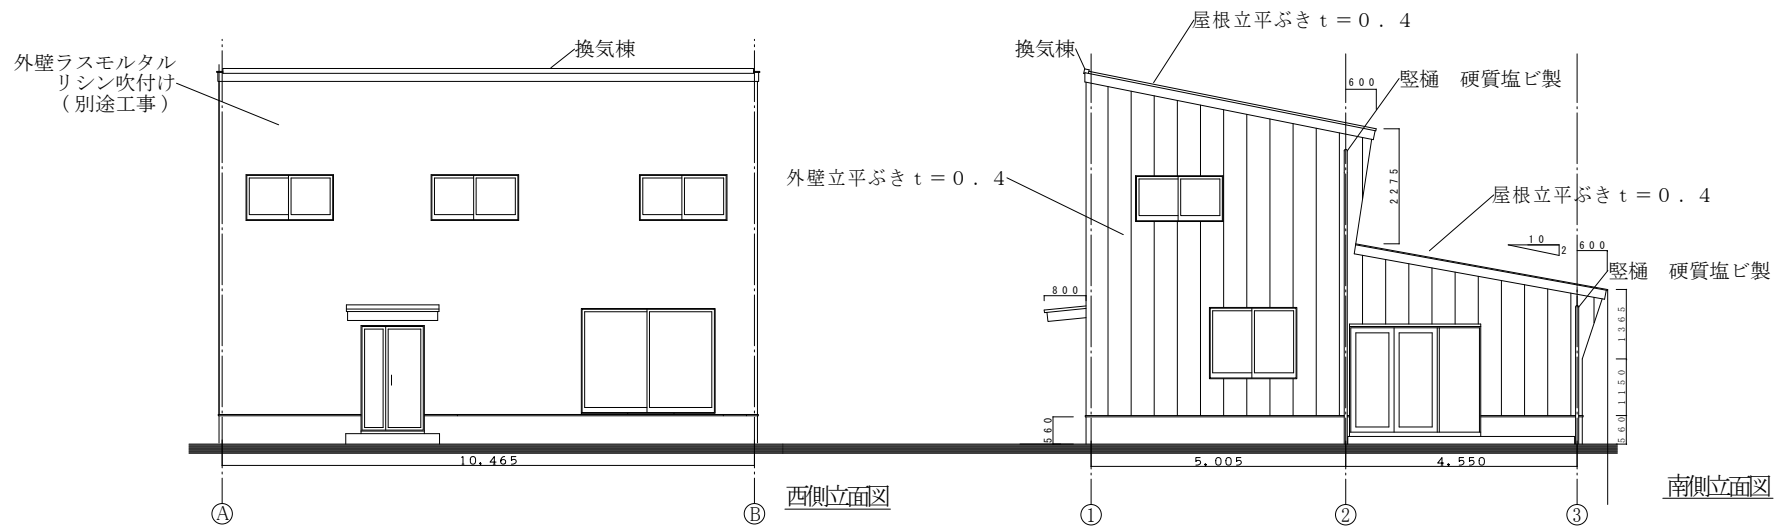 外壁ラスモルタル
リシン吹付け
（別途工事）
換気棟
10,465
Ⓐ
Ⓑ
西側立面図
屋根立平ぶきｔ＝０．４
換気棟
600
竪樋　硬質塩ビ製
外壁立平ぶきｔ＝０．４
2275
屋根立平ぶきｔ＝０．４
10
2
600
竪樋　硬質塩ビ製
800
1365
1150
560
560
5,005
4,550
①
②
③
南側立面図